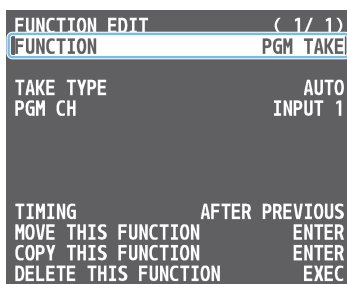 FUNCTION EDIT ( 1/ 1)
FUNCTION PGM TAKE
TAKE TYPE AUTO
PGM CH INPUT 1
TIMING AFTER PREVIOUS
MOVE THIS FUNCTION ENTER
COPY THIS FUNCTION ENTER
DELETE THIS FUNCTION EXEC